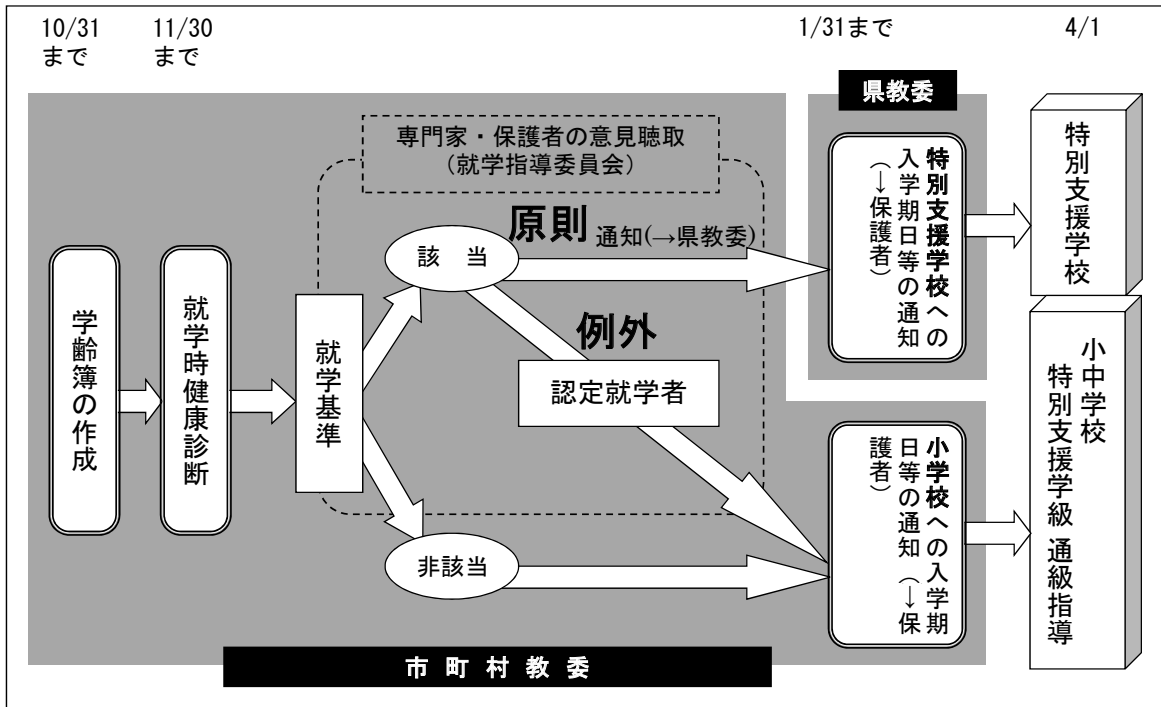 10/31
まで
11/30
まで
1/31まで
4/1
県教委
専門家・保護者の意見聴取
（就学指導委員会）
原則 通知(→県教委)
該　当
例外
認定就学者
非該当
学齢簿の作成
就学時健康診断
就学基準
特別支援学校への
入学期日等の通知
（→保護者）
小学校への入学期
日等の通知　（→保
護者）
特別支援学校
小中学校
特別支援学級 通級指導
市町村教委